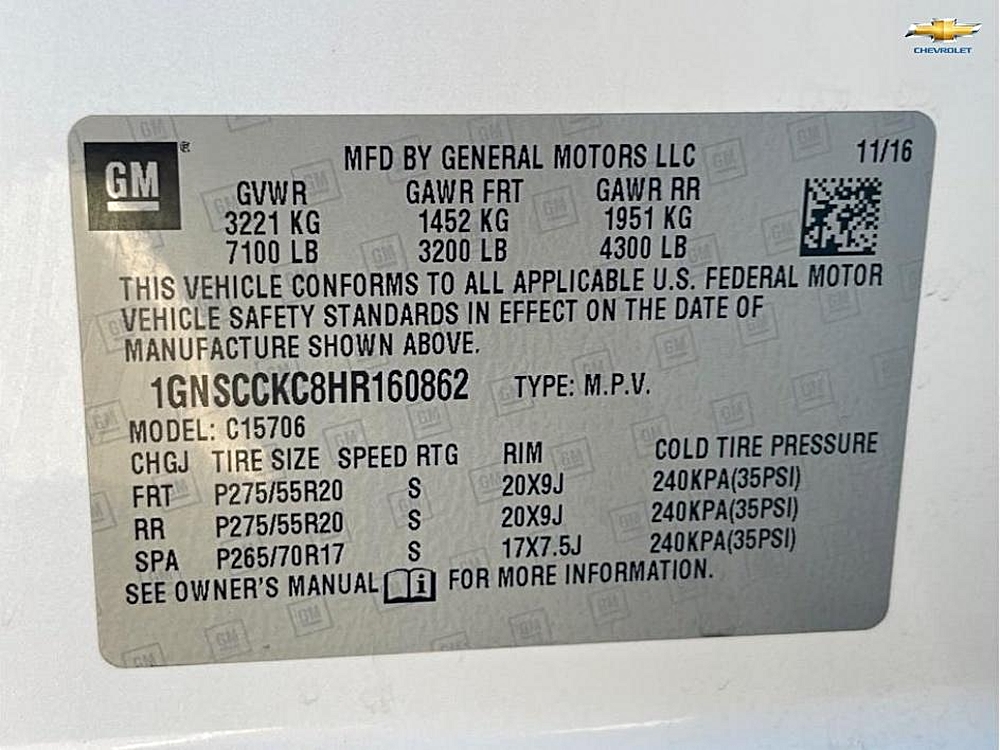 CHEVROLET
GM
MFD BY GENERAL MOTORS LLC 11/16
GVWR GAWR FRT GAWR RR
3221 KG 1452 KG 1951 KG
7100 LB 3200 LB 4300 LB
THIS VEHICLE CONFORMS TO ALL APPLICABLE U.S. FEDERAL MOTOR
VEHICLE SAFETY STANDARDS IN EFFECT ON THE DATE OF
MANUFACTURE SHOWN ABOVE.
1GNSCCKC8HR160862 TYPE: M.P.V.
MODEL: C15706
CHGJ TIRE SIZE SPEED RTG RIM COLD TIRE PRESSURE
FRT P275/55R20 S 20X9J 240KPA(35PSI)
RR P275/55R20 S 20X9J 240KPA(35PSI)
SPA P265/70R17 S 17X7.5J 240KPA(35PSI)
SEE OWNER'S MANUAL i FOR MORE INFORMATION.